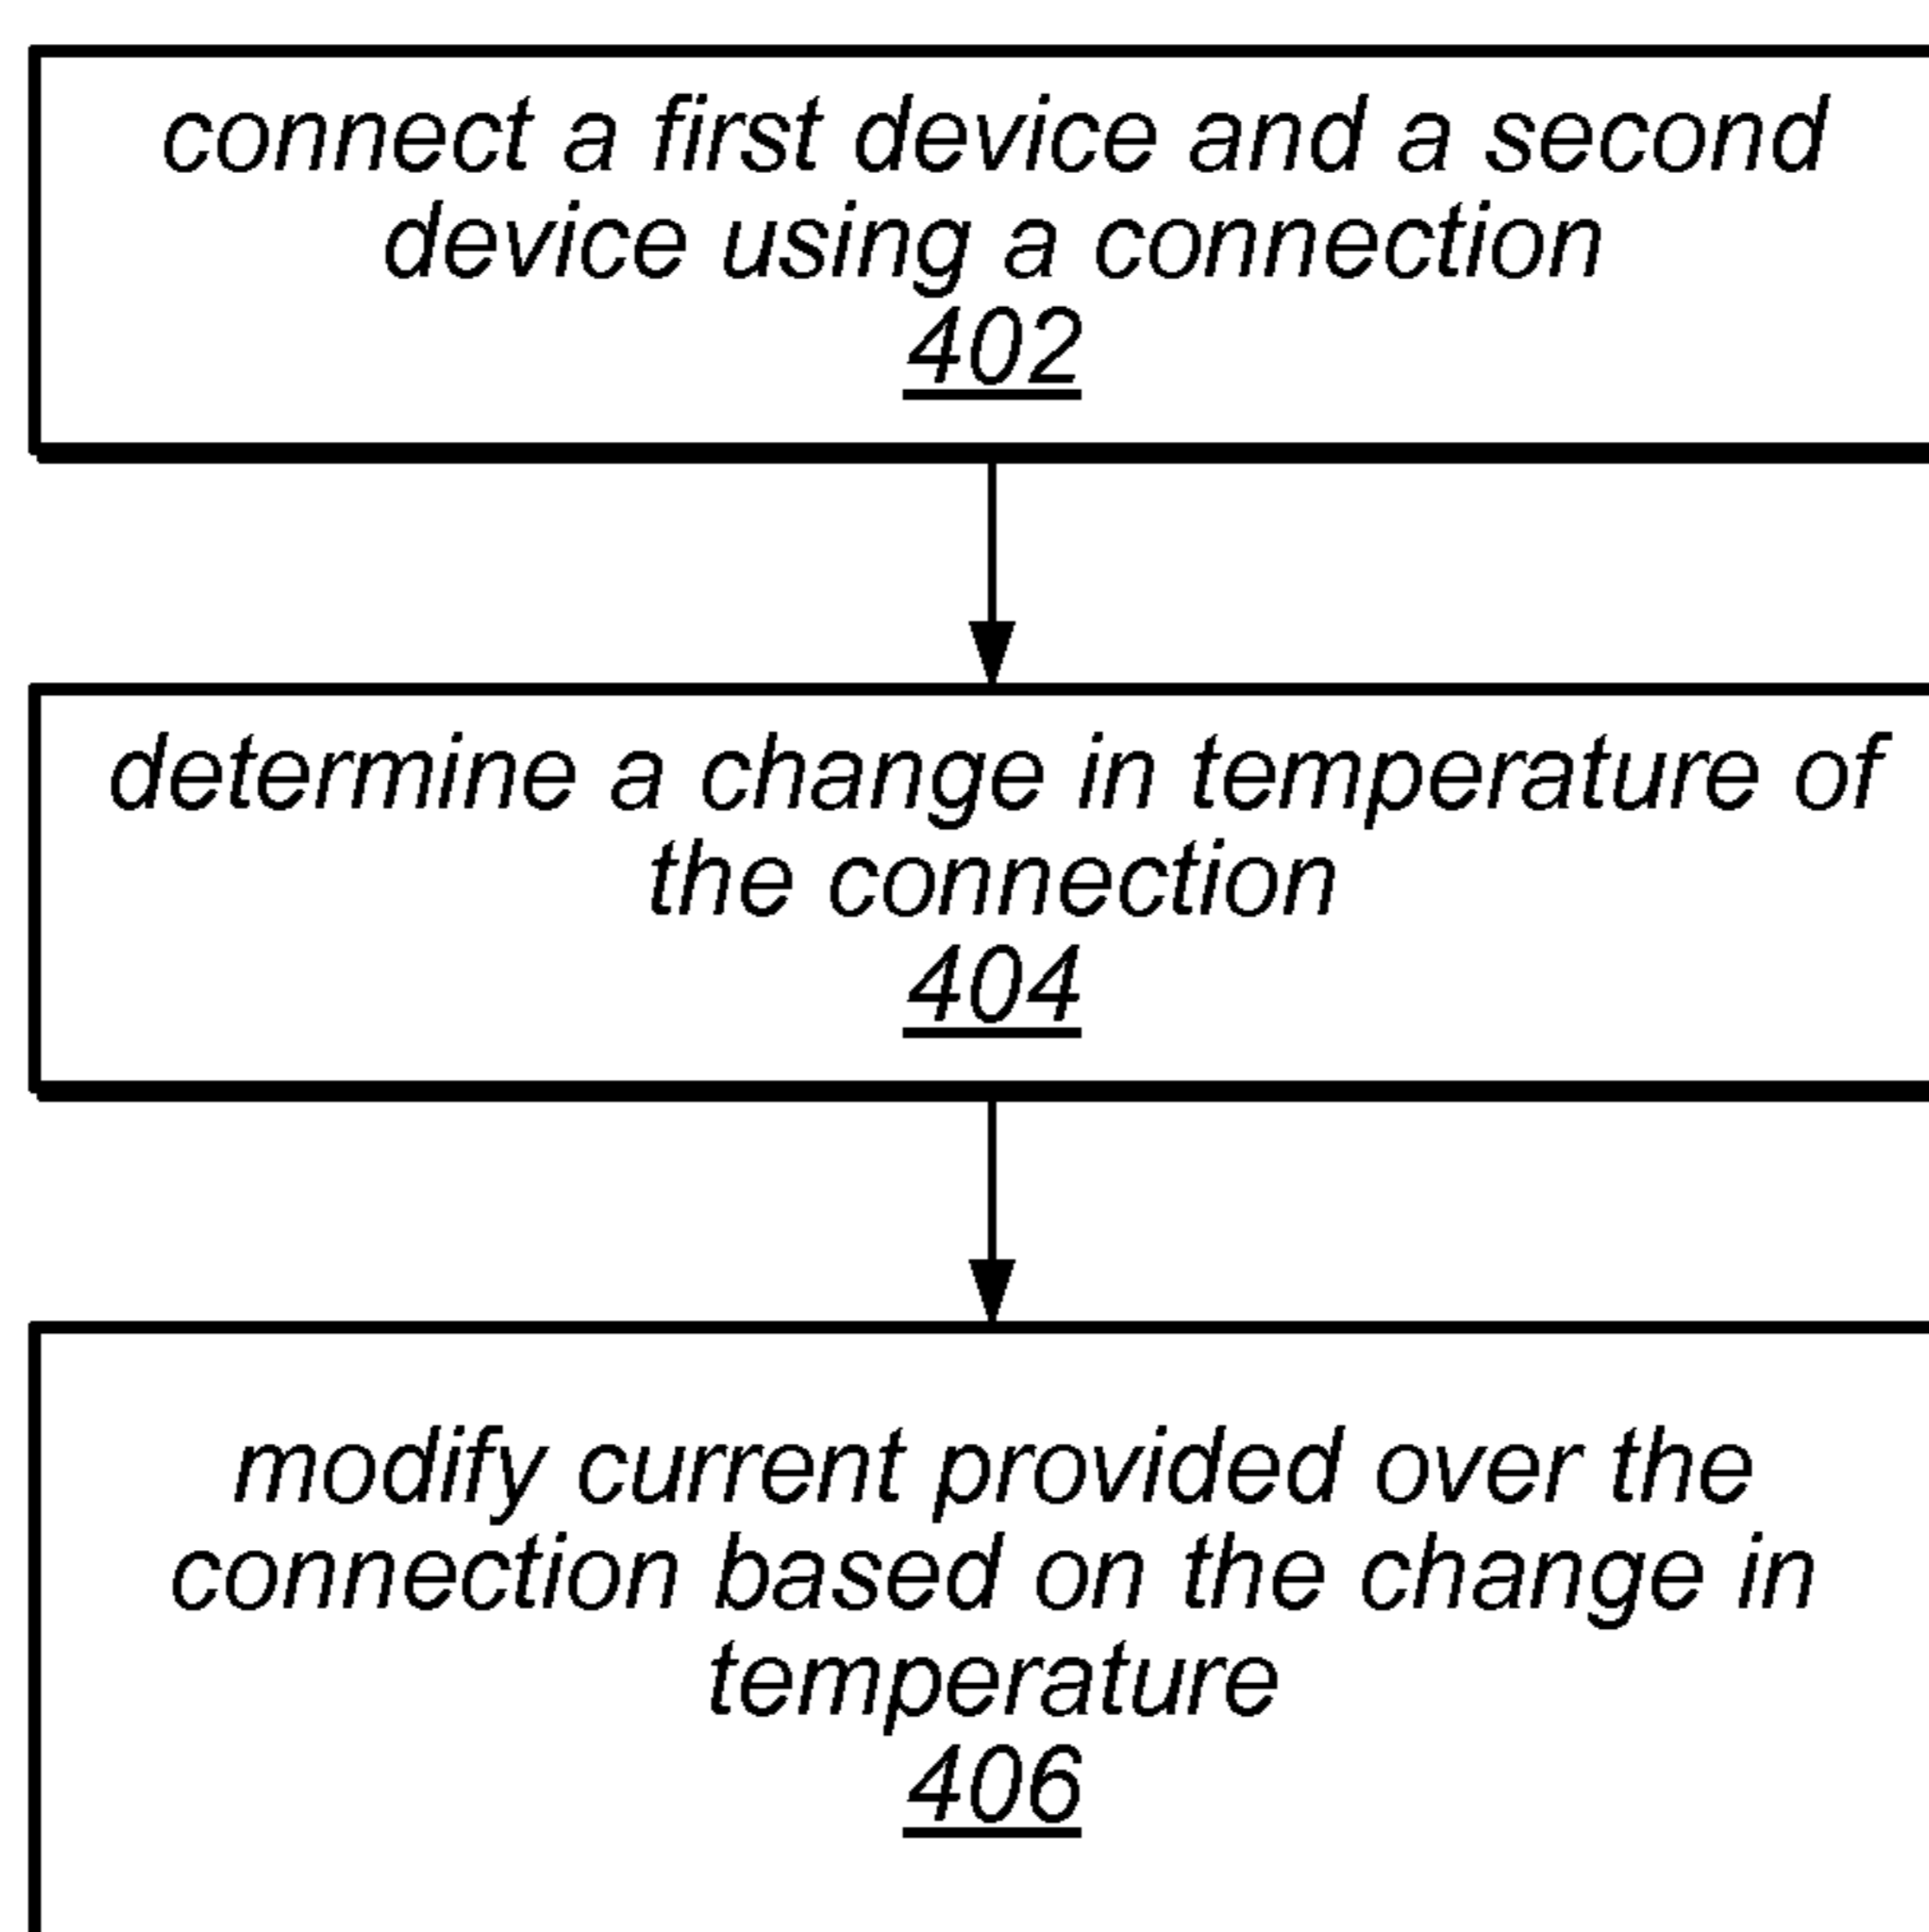 connect a first device and a second
device using a connection
402
determine a change in temperature of
the connection
404
modify current provided over the
connection based on the change in
temperature
406